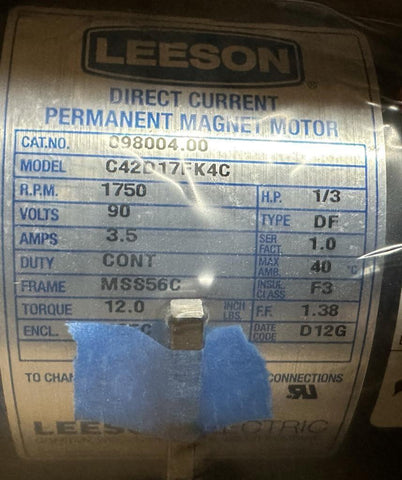 LEESON
®
DIRECT CURRENT
PERMANENT MAGNET MOTOR
CAT.NO. 098004.00
MODEL C42D17FK4C
R.P.M. 1750 H.P. 1/3
VOLTS 90 TYPE DF
AMPS 3.5 SER FACT. 1.0
DUTY CONT MAX AMB. 40 °C
FRAME MSS56C INSUL CLASS F3
TORQUE 12.0 INCH LBS. F.F. 1.38
ENCL. DATE CODE D12G
TO CONNECTIONS
LEESON ELECTRIC